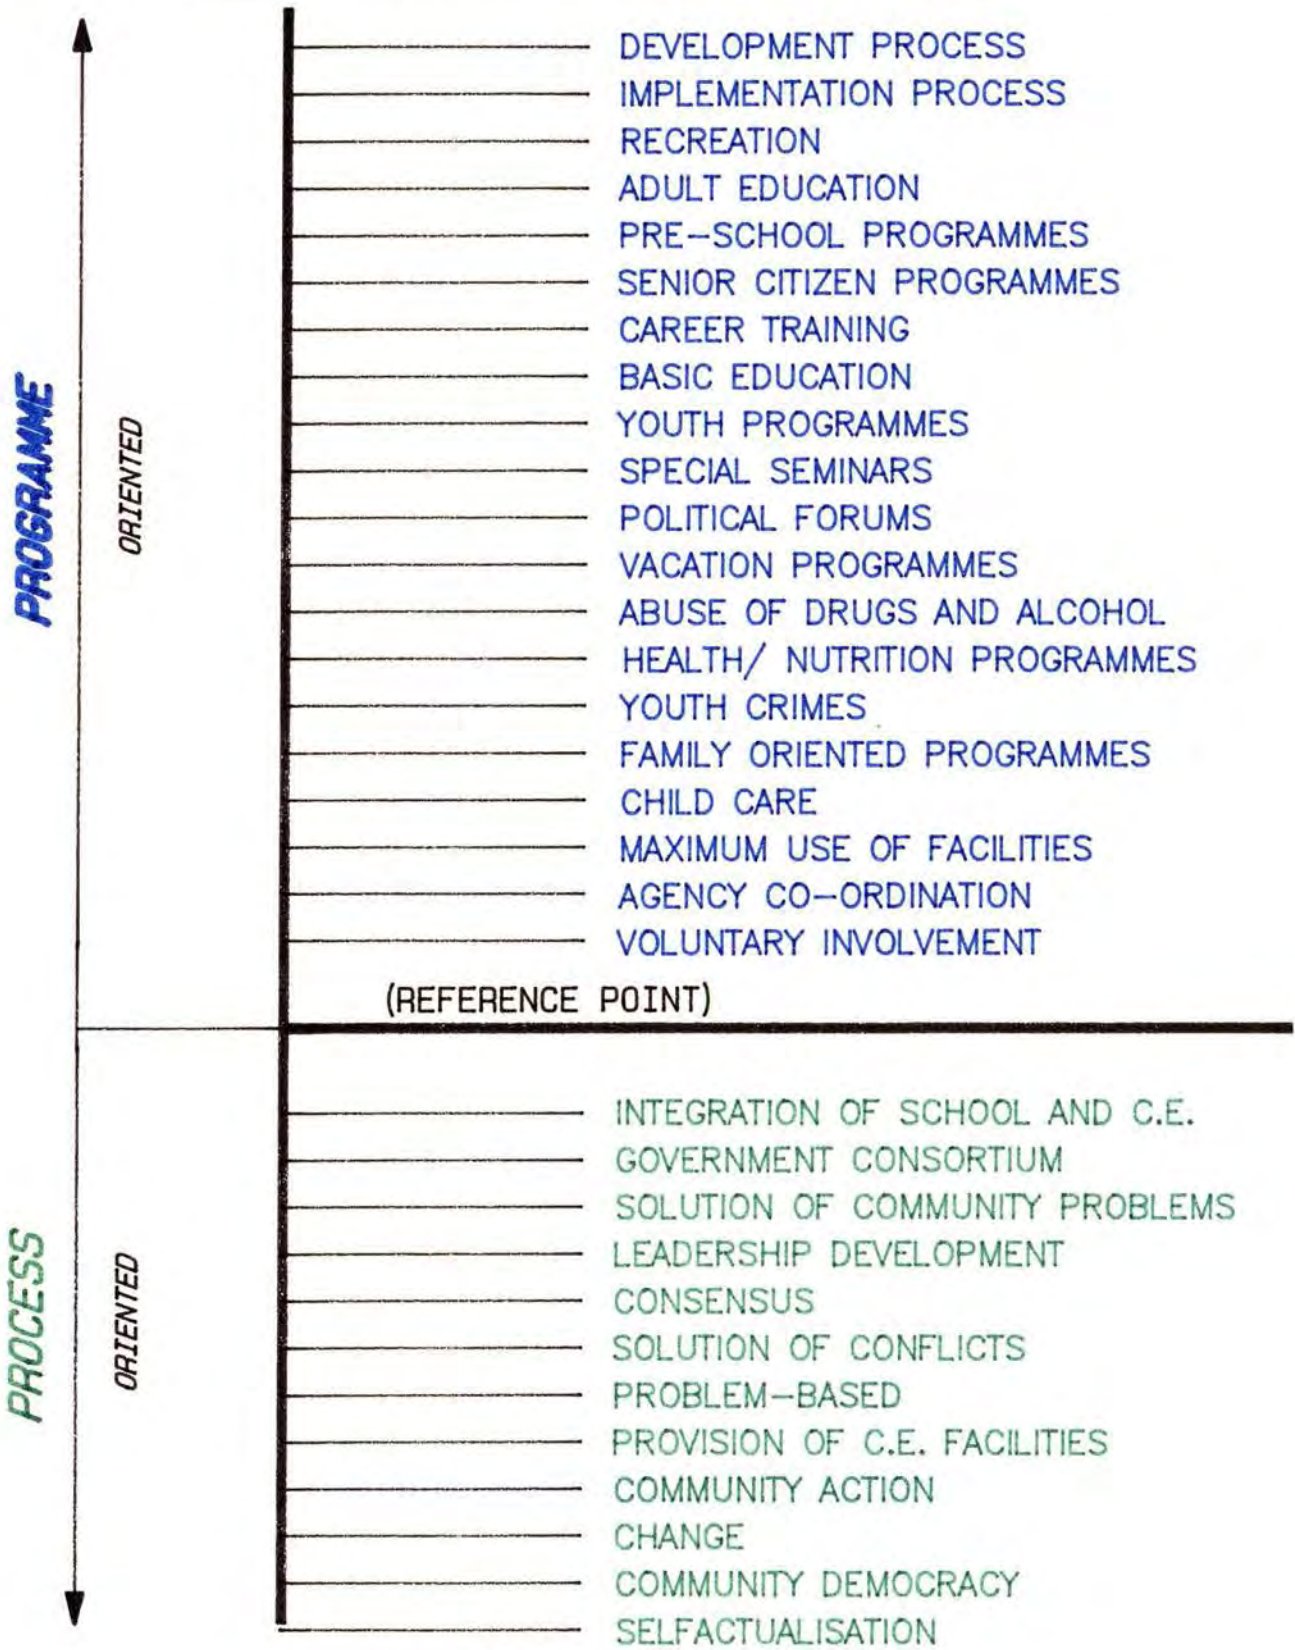 DEVELOPMENT PROCESS
IMPLEMENTATION PROCESS
RECREATION
ADULT EDUCATION
PRE-SCHOOL PROGRAMMES
SENIOR CITIZEN PROGRAMMES
CAREER TRAINING
BASIC EDUCATION
YOUTH PROGRAMMES
SPECIAL SEMINARS
POLITICAL FORUMS
VACATION PROGRAMMES
ABUSE OF DRUGS AND ALCOHOL
HEALTH/ NUTRITION PROGRAMMES
YOUTH CRIMES
FAMILY ORIENTED PROGRAMMES
CHILD CARE
MAXIMUM USE OF FACILITIES
AGENCY CO-ORDINATION
VOLUNTARY INVOLVEMENT
PROGRAMME
ORIENTED
(REFERENCE POINT)
INTEGRATION OF SCHOOL AND C.E.
GOVERNMENT CONSORTIUM
SOLUTION OF COMMUNITY PROBLEMS
LEADERSHIP DEVELOPMENT
CONSENSUS
SOLUTION OF CONFLICTS
PROBLEM-BASED
PROVISION OF C.E. FACILITIES
COMMUNITY ACTION
CHANGE
COMMUNITY DEMOCRACY
SELFACTUALISATION
PROCESS
ORIENTED